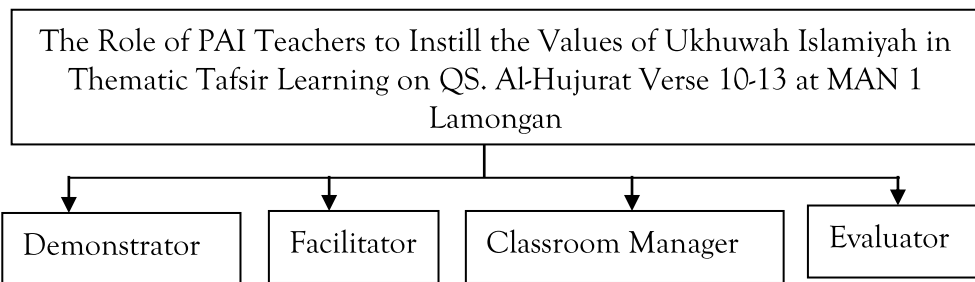 The Role of PAI Teachers to Instill the Values of Ukhuwah Islamiyah in
Thematic Tafsir Learning on QS. Al-Hujurat Verse 10-13 at MAN 1
Lamongan
Demonstrator
Facilitator
Classroom Manager
Evaluator